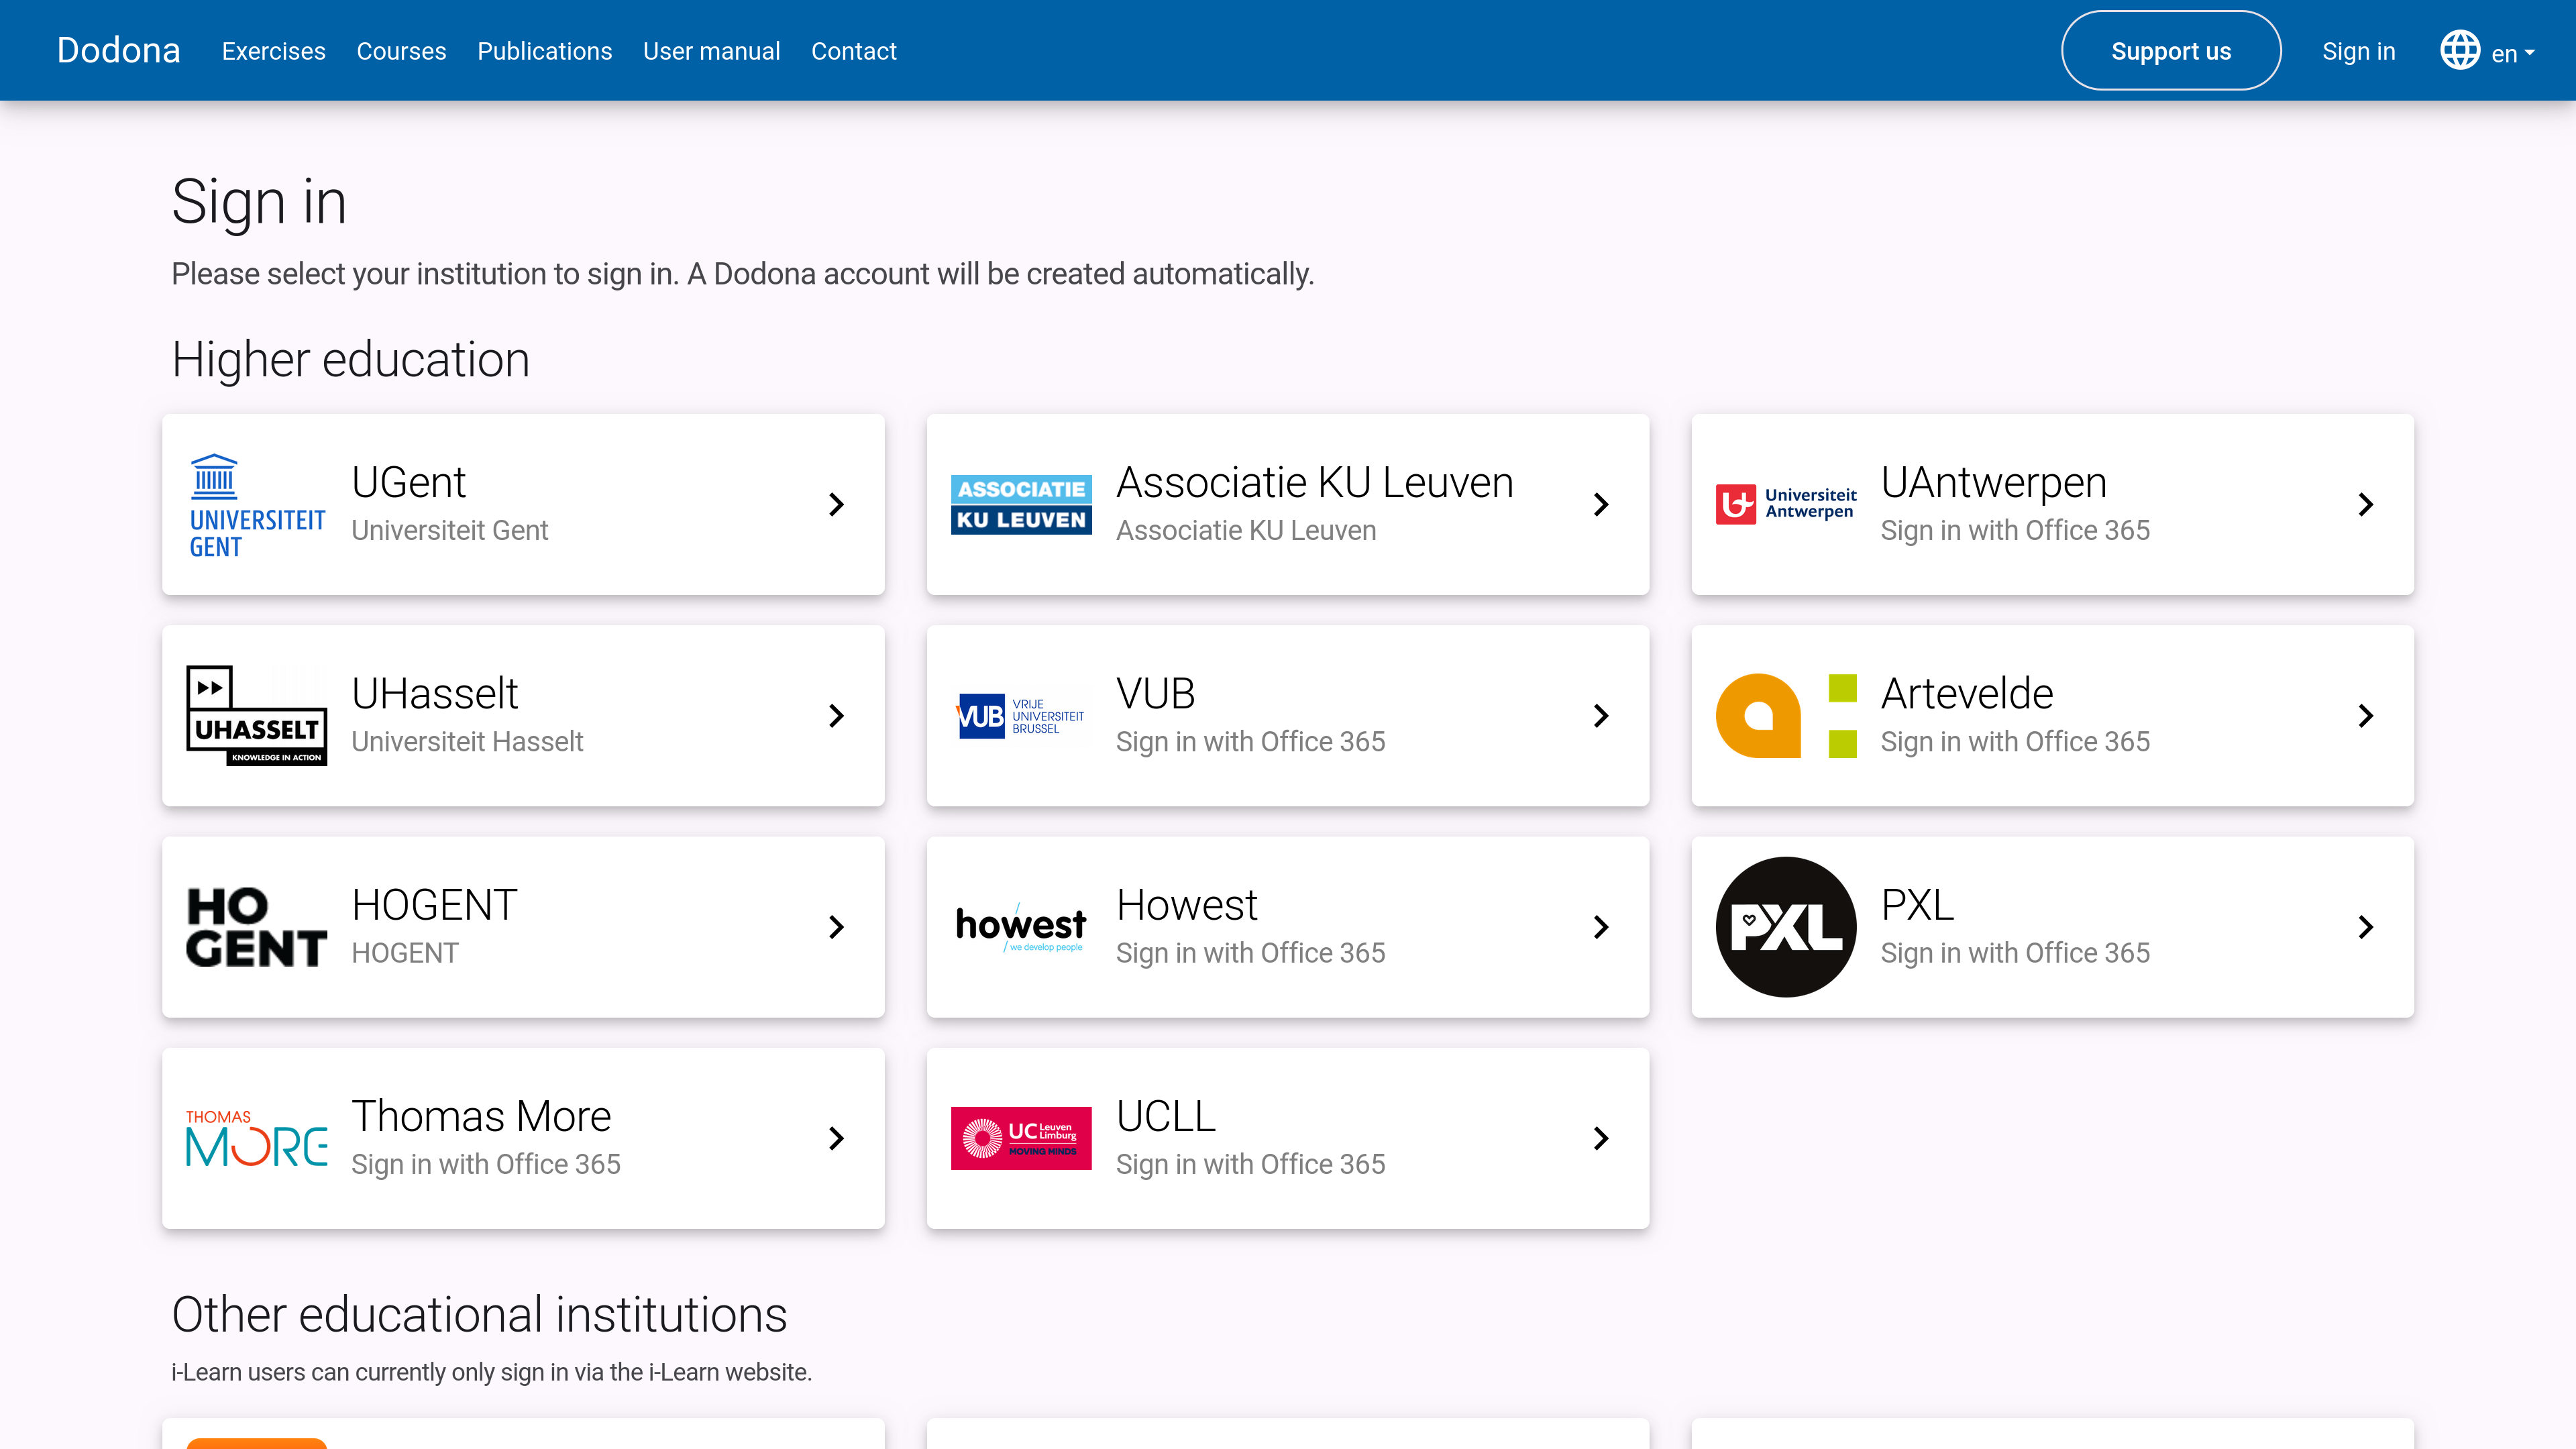 Dodona Exercises Courses Publications User manual Contact Support us Sign in en
Sign in
Please select your institution to sign in. A Dodona account will be created automatically.
Higher education
UNIVERSITEIT
GENT
UGent
Universiteit Gent
ASSOCIATIE
KU LEUVEN
Associatie KU Leuven
Associatie KU Leuven
Universiteit
Antwerpen
UAntwerpen
Sign in with Office 365
UHASSELT
KNOWLEDGE IN ACTION
UHasselt
Universiteit Hasselt
VUB
VRIJE
UNIVERSITEIT
BRUSSEL
VUB
Sign in with Office 365
Artevelde
Sign in with Office 365
HO
GENT
HOGENT
HOGENT
howest
we develop people
Howest
Sign in with Office 365
PXL
PXL
Sign in with Office 365
THOMAS
MORE
Thomas More
Sign in with Office 365
UC Leuven
Limburg
MOVING MINDS
UCLL
Sign in with Office 365
Other educational institutions
i-Learn users can currently only sign in via the i-Learn website.